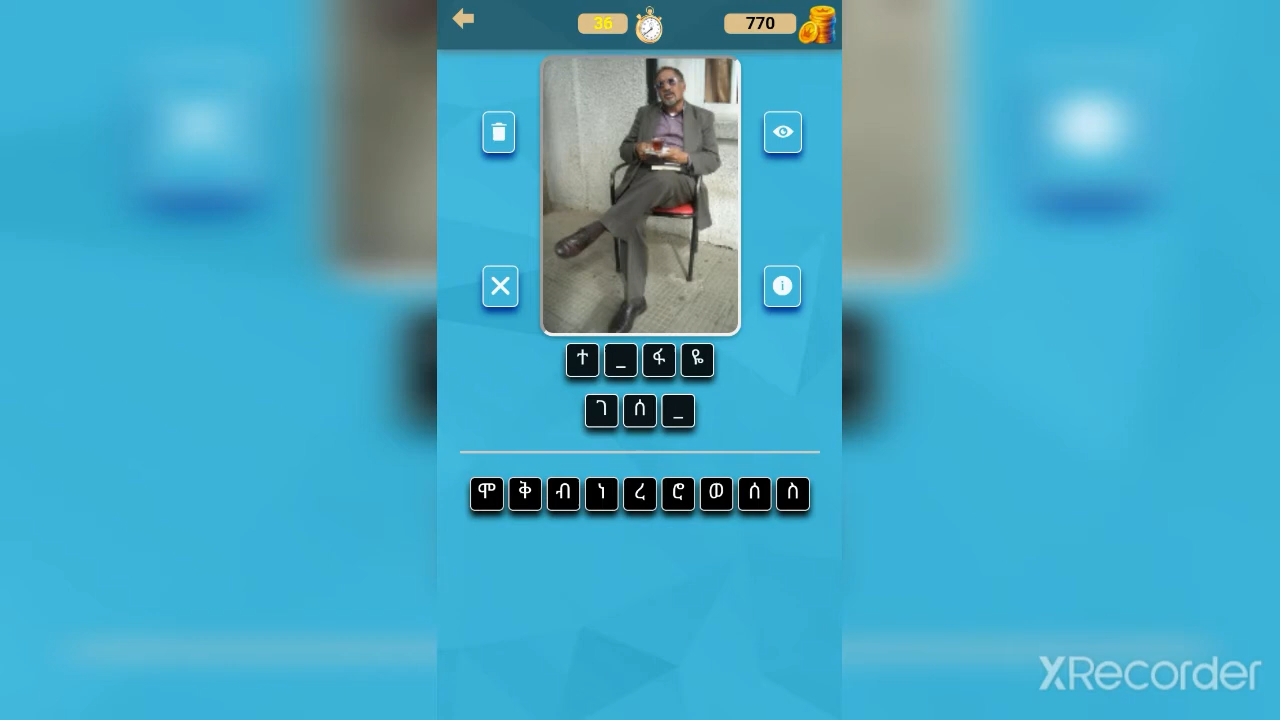 36 770
ተ _ ፋ ዬ
ገ ሰ _
ሞ ቅ ብ ነ ረ ሮ ወ ሰ ስ
XRecorder